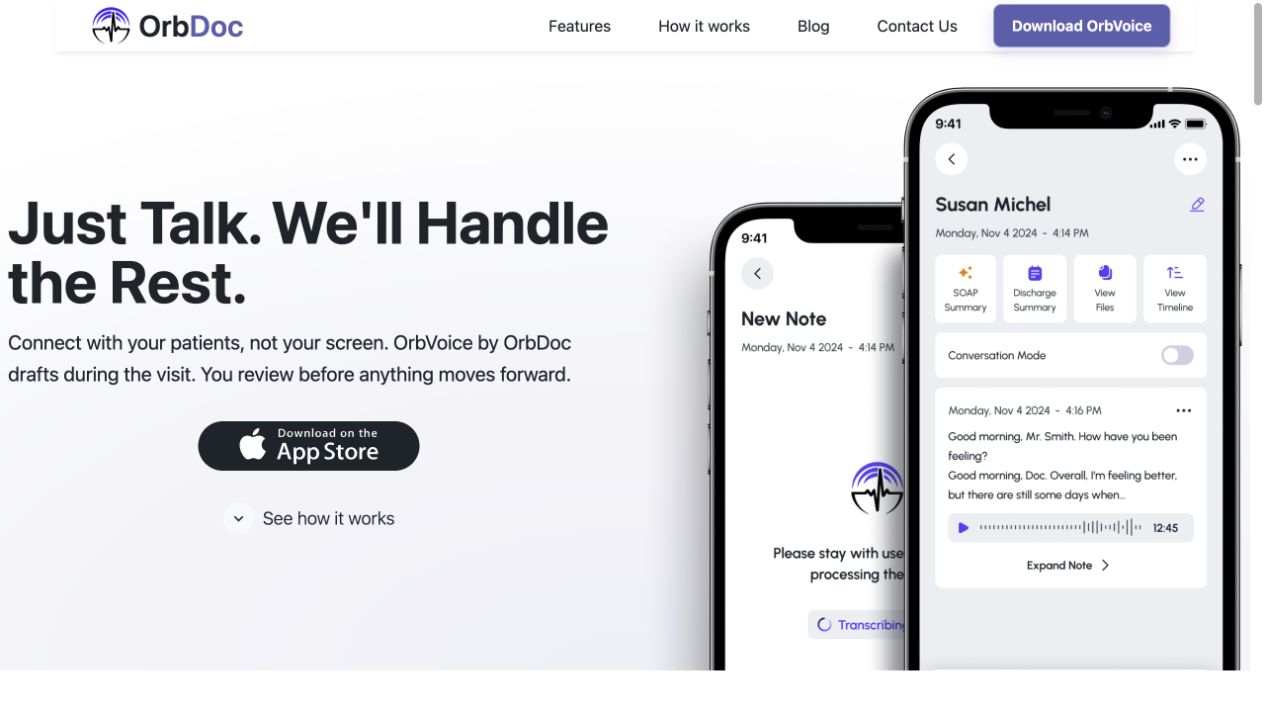 OrbDoc
Features
How it works
Blog
Contact Us
Download OrbVoice
Just Talk. We'll Handle
the Rest.
Connect with your patients, not your screen. OrbVoice by OrbDoc
drafts during the visit. You review before anything moves forward.
Download on the
App Store
See how it works
9:41
New Note
Monday, Nov 4 2024 - 4:14 PM
Please stay with use
processing the
Transcribing
9:41
Susan Michel
Monday, Nov 4 2024 - 4:14 PM
SOAP
Summary
Discharge
Summary
View
Files
View
Timeline
Conversation Mode
Monday, Nov 4 2024 - 4:16 PM
Good morning, Mr. Smith. How have you been
feeling?
Good morning, Doc. Overall, I'm feeling better,
but there are still some days when...
12:45
Expand Note